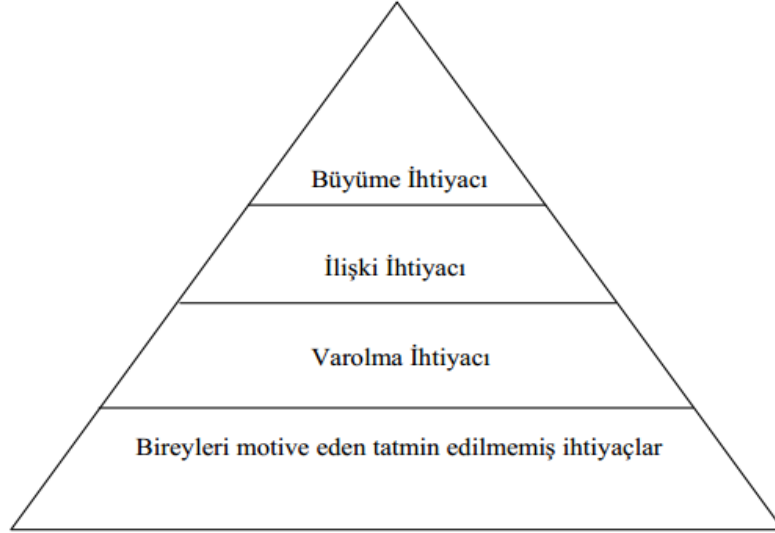 Büyüme İhtiyacı
İlişki İhtiyacı
Varolma İhtiyacı
Bireyleri motive eden tatmin edilmemiş ihtiyaçlar